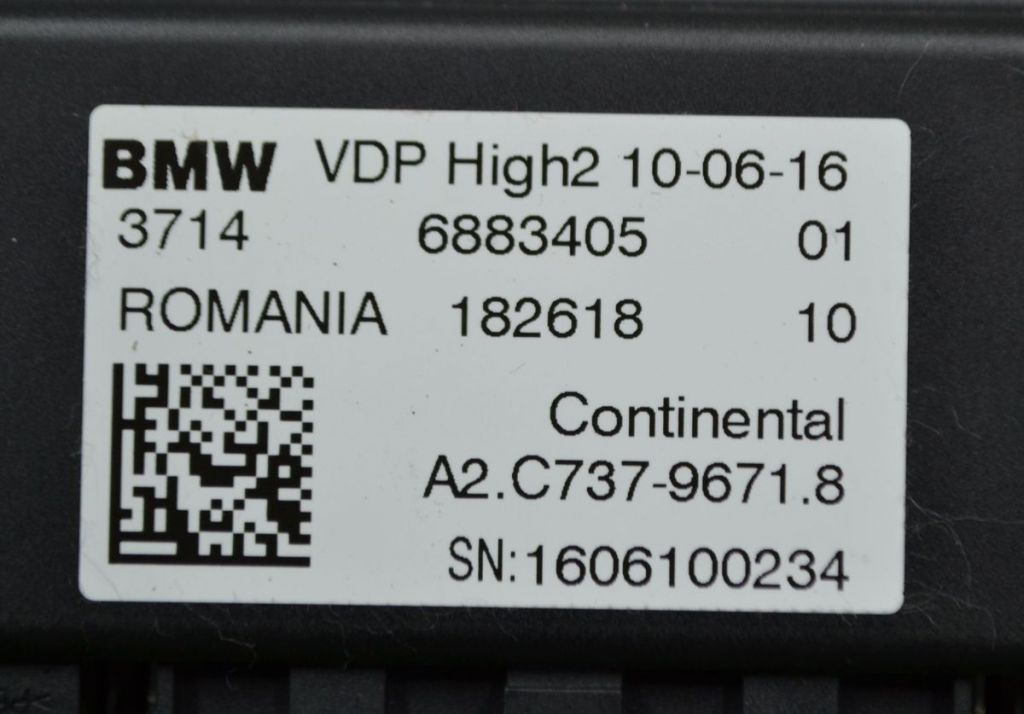 BMW VDP High2 10-06-16
3714 6883405 01
ROMANIA 182618 10
Continental
A2.C737-9671.8
SN:1606100234